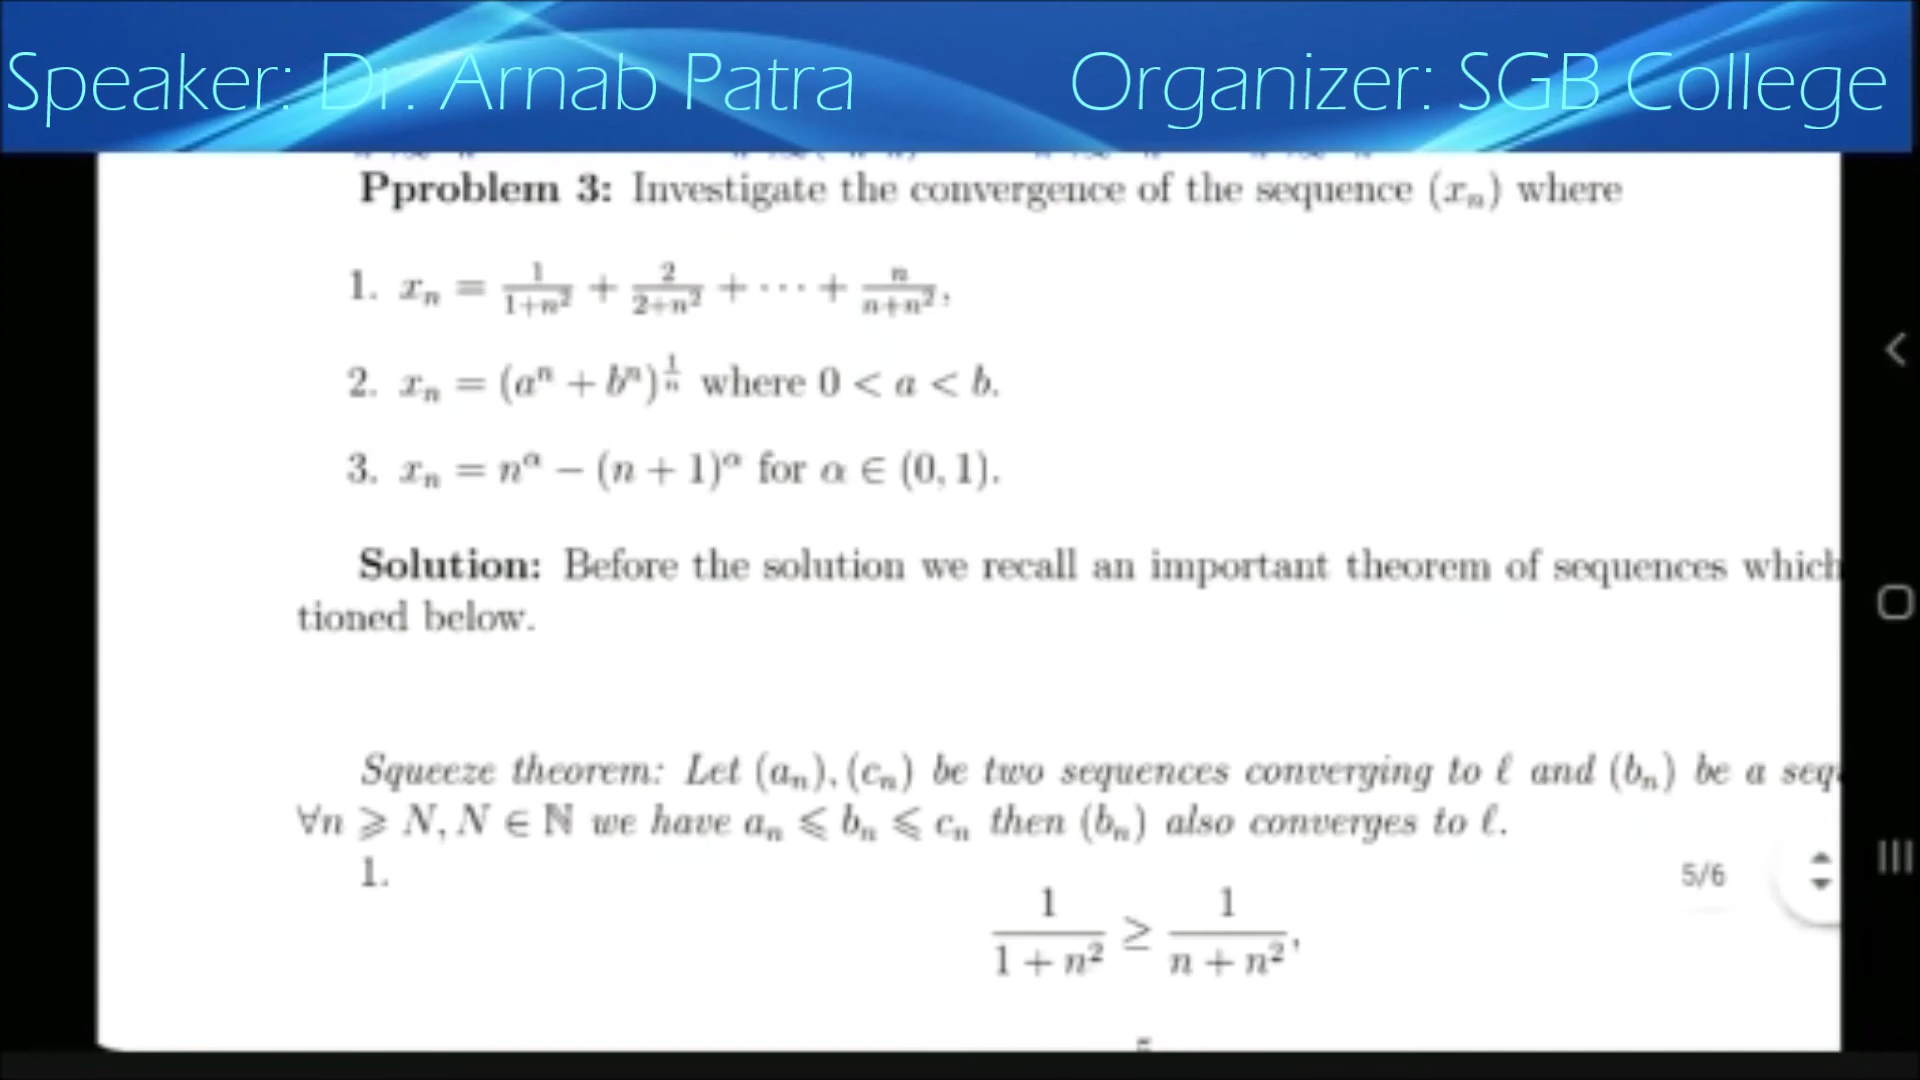 Speaker: Dr. Arnab Patra Organizer: SGB College
Pproblem 3: Investigate the convergence of the sequence (xₙ) where
1. xₙ = 1/(1+n²) + 2/(2+n²) + ··· + n/(n+n²),
2. xₙ = (aⁿ + bⁿ)^(1/n) where 0 < a < b.
3. xₙ = n^α − (n + 1)^α for α ∈ (0, 1).
Solution: Before the solution we recall an important theorem of sequences which
tioned below.
Squeeze theorem: Let (aₙ), (cₙ) be two sequences converging to ℓ and (bₙ) be a seq
∀n ⩾ N, N ∈ ℕ we have aₙ ⩽ bₙ ⩽ cₙ then (bₙ) also converges to ℓ.
1.
5/6
1/(1 + n²) ≥ 1/(n + n²),